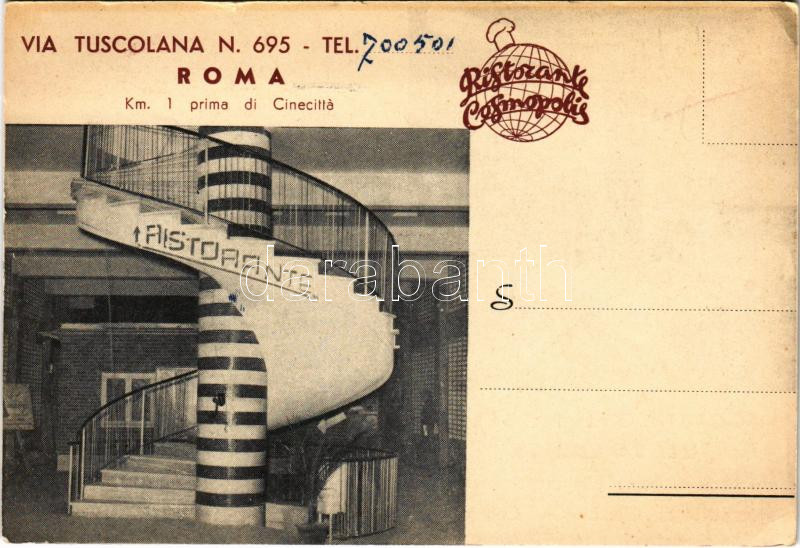 VIA TUSCOLANA N. 695 - TEL. 700501
ROMA
Km. 1 prima di Cinecittà
Ristorante
Cosmopolis
↑ RISTORANTE
darabanth
S